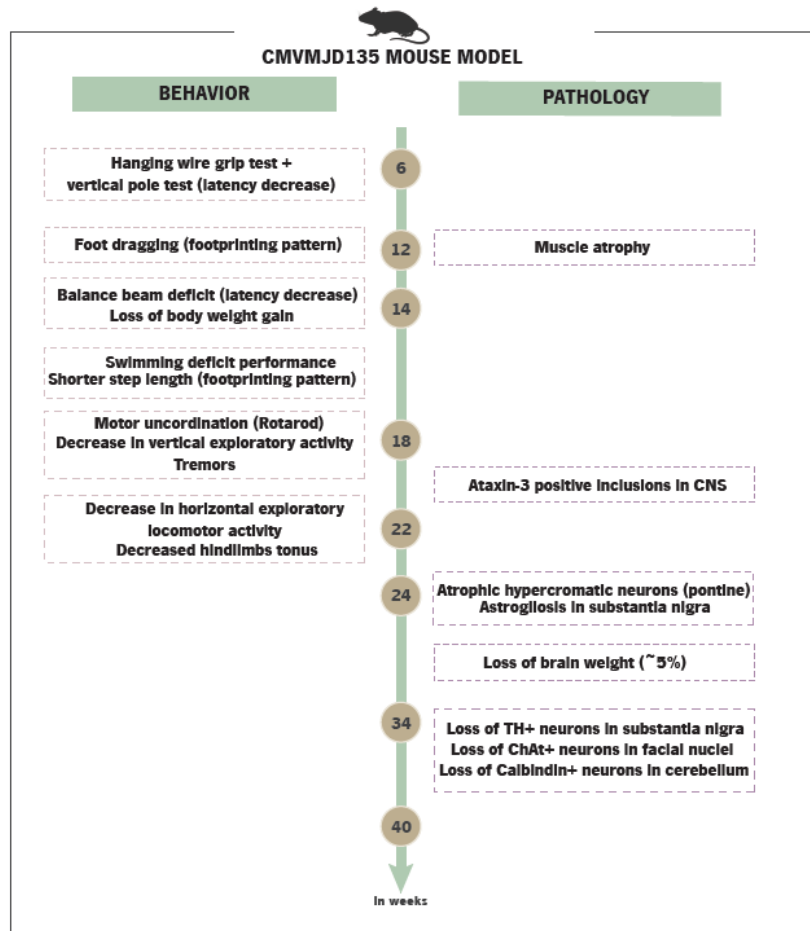 CMVMJD135 MOUSE MODEL
BEHAVIOR
PATHOLOGY
Hanging wire grip test +
vertical pole test (latency decrease)
6
Foot dragging (footprinting pattern)
12
Muscle atrophy
Balance beam deficit (latency decrease)
Loss of body weight gain
14
Swimming deficit performance
Shorter step length (footprinting pattern)
Motor uncordination (Rotarod)
Decrease in vertical exploratory activity
Tremors
18
Ataxin-3 positive inclusions in CNS
Decrease in horizontal exploratory
locomotor activity
Decreased hindlimbs tonus
22
24
Atrophic hypercromatic neurons (pontine)
Astrogliosis in substantia nigra
Loss of brain weight (~5%)
34
Loss of TH+ neurons in substantia nigra
Loss of ChAt+ neurons in facial nuclei
Loss of Calbindin+ neurons in cerebellum
40
In weeks